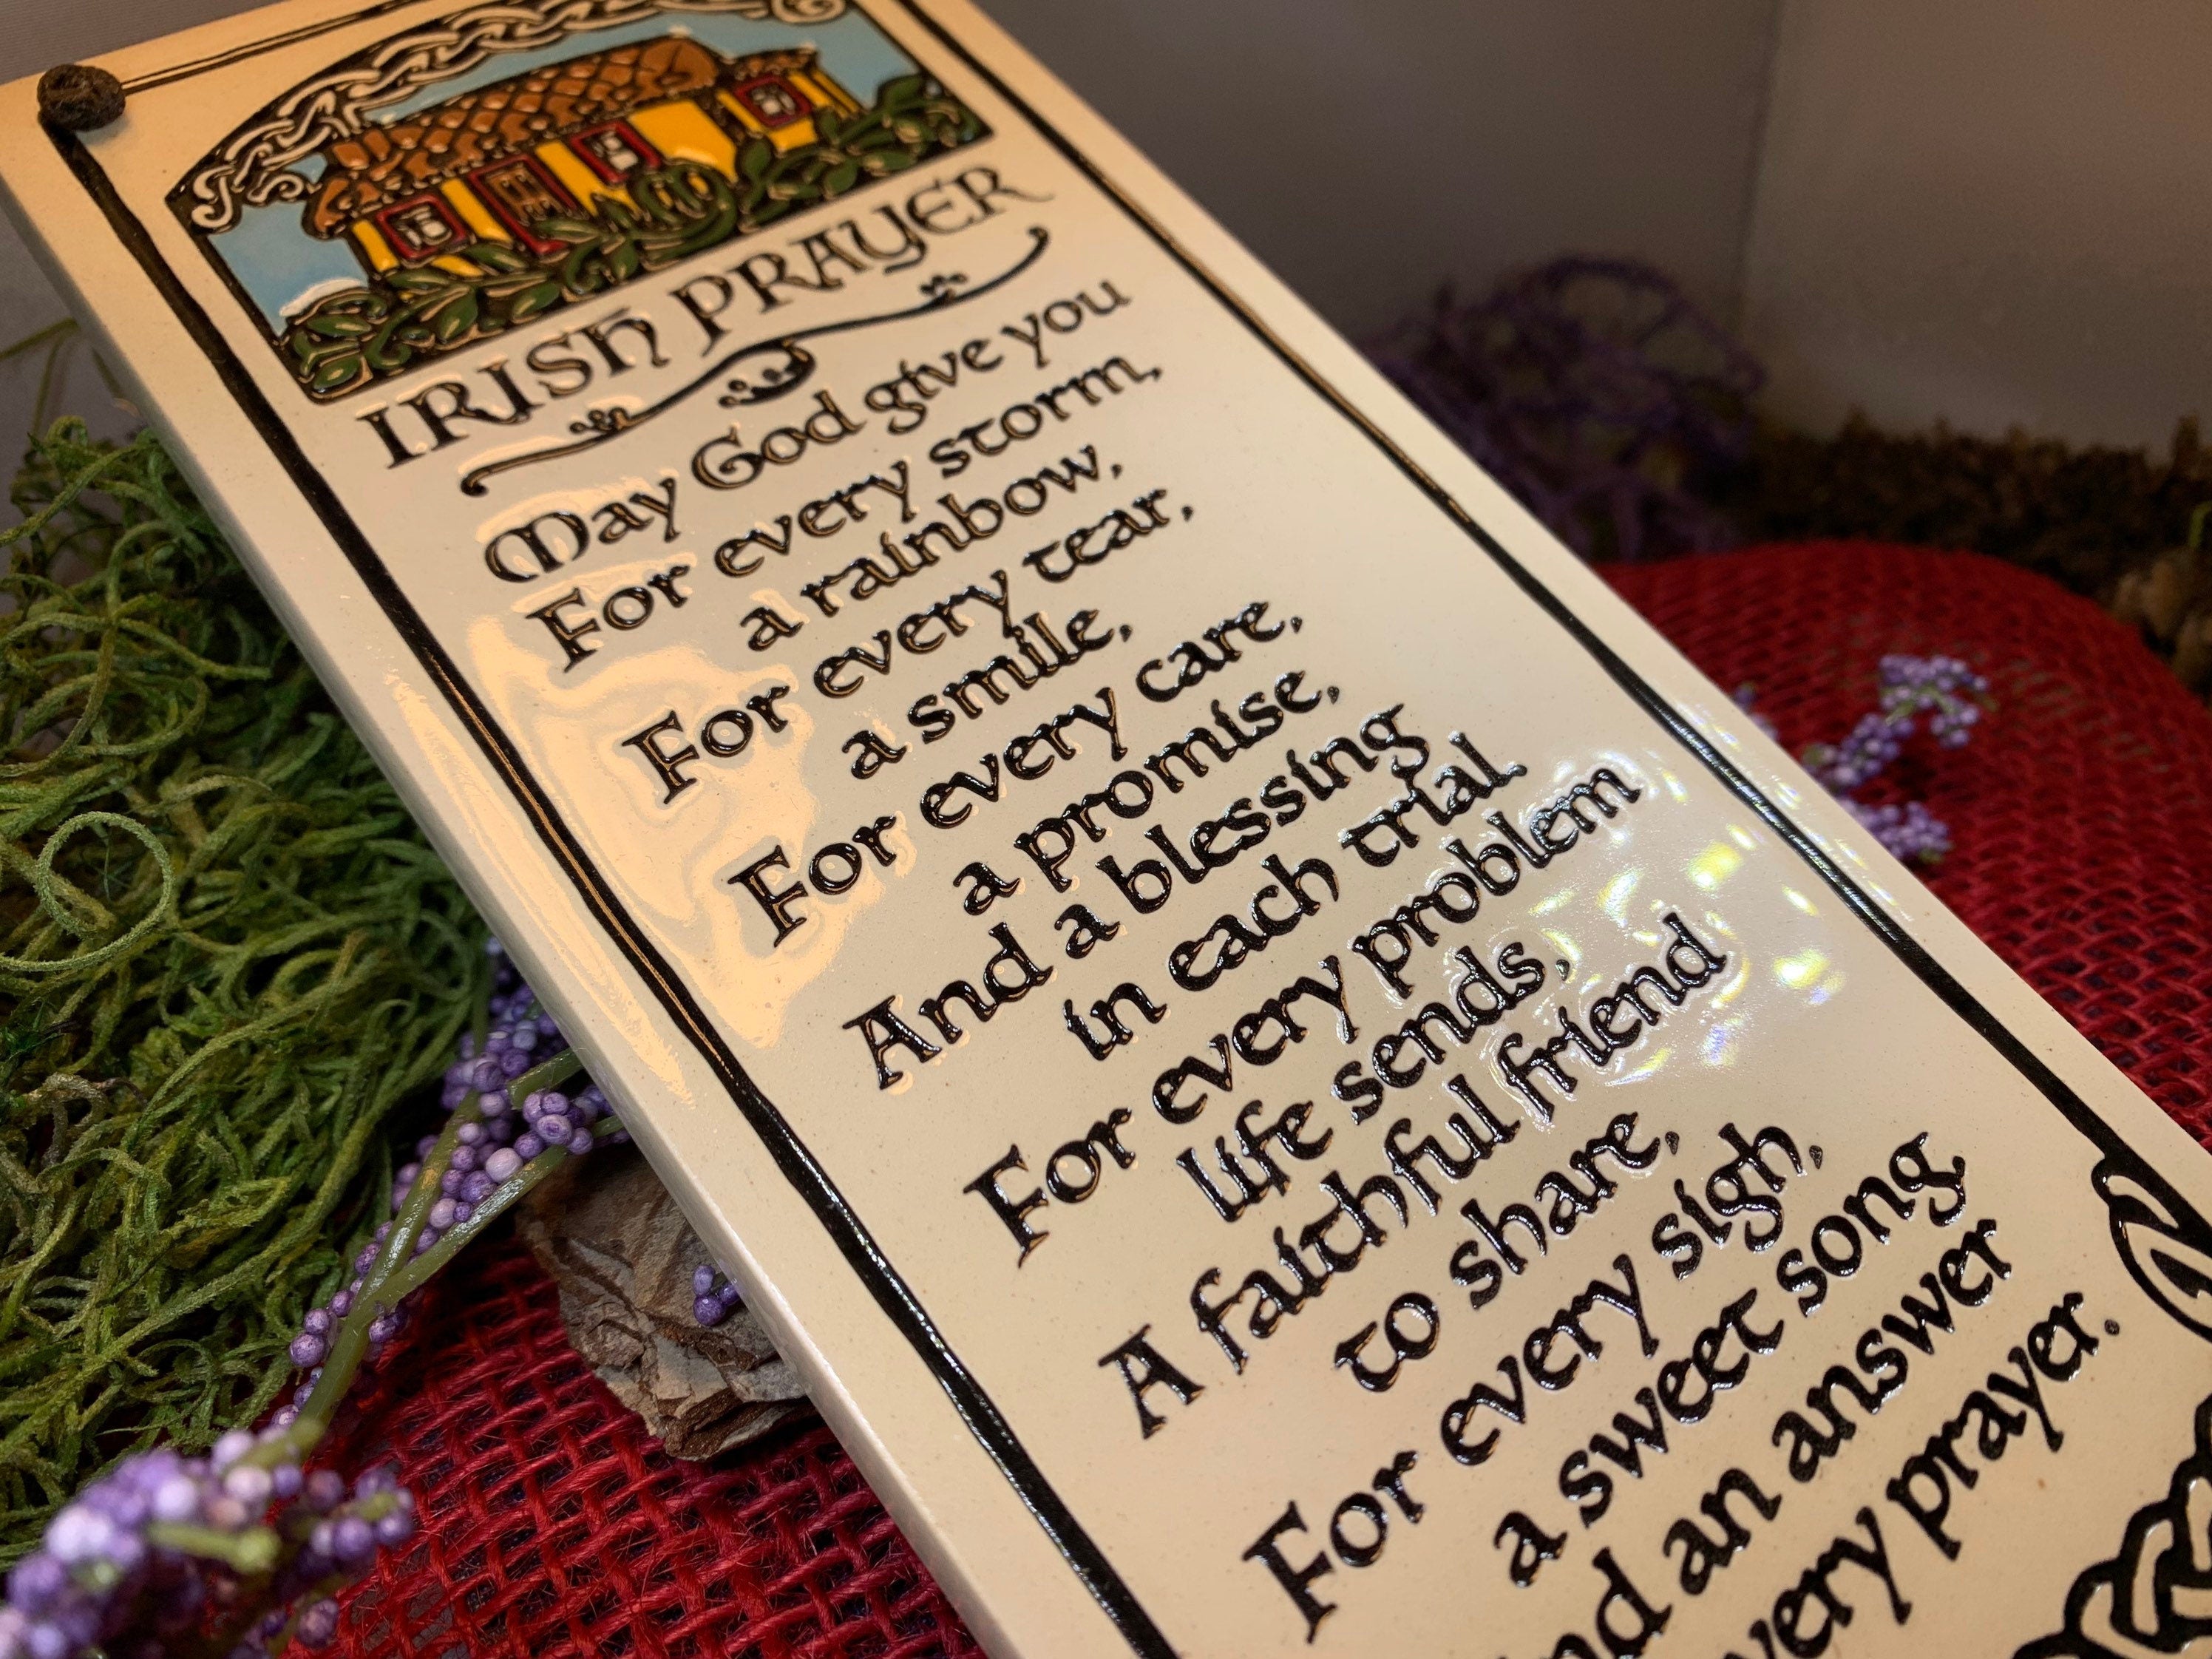 IRISH PRAYER
May God give you
For every storm,
a rainbow,
For every tear,
a smile,
For every care,
a promise,
And a blessing
in each trial.
For every problem
life sends,
A faithful friend
to share,
For every sigh,
a sweet song
an answer
prayer.